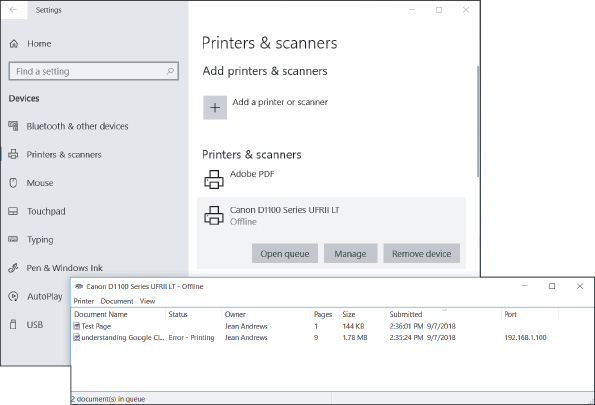 Settings
Home
Find a setting
Devices
Bluetooth & other devices
Printers & scanners
Mouse
Touchpad
Typing
Pen & Windows Ink
AutoPlay
USB
Printers & scanners
Add printers & scanners
Add a printer or scanner
Printers & scanners
Adobe PDF
Canon D1100 Series UFRII LT
Offline
Open queue Manage Remove device
Canon D1100 Series UFRII LT - Offline
Printer Document View
Document Name Status Owner Pages Size Submitted Port
Test Page Jean Andrews 1 144 KB 2:36:01 PM 9/7/2018
understanding Google Cl... Error - Printing Jean Andrews 9 1.78 MB 2:35:24 PM 9/7/2018 192.168.1.100
2 document(s) in queue